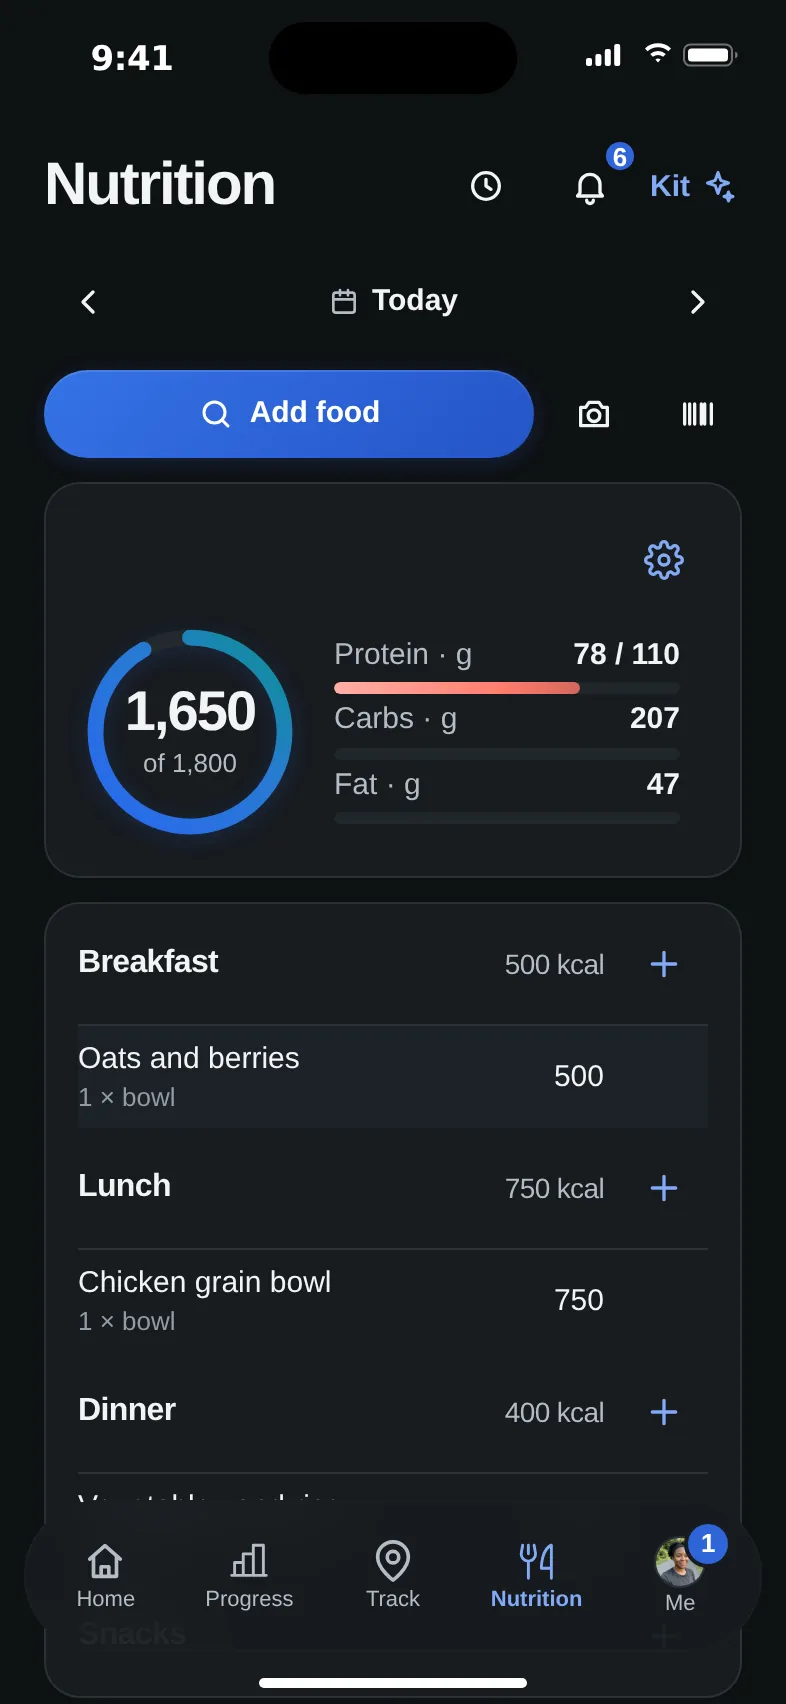 9:41
Nutrition
6
Kit
Today
Add food
Protein · g 78 / 110
1,650
of 1,800
Carbs · g 207
Fat · g 47
Breakfast 500 kcal
Oats and berries
1 × bowl
500
Lunch 750 kcal
Chicken grain bowl
1 × bowl
750
Dinner 400 kcal
Snacks
1
Home Progress Track Nutrition Me